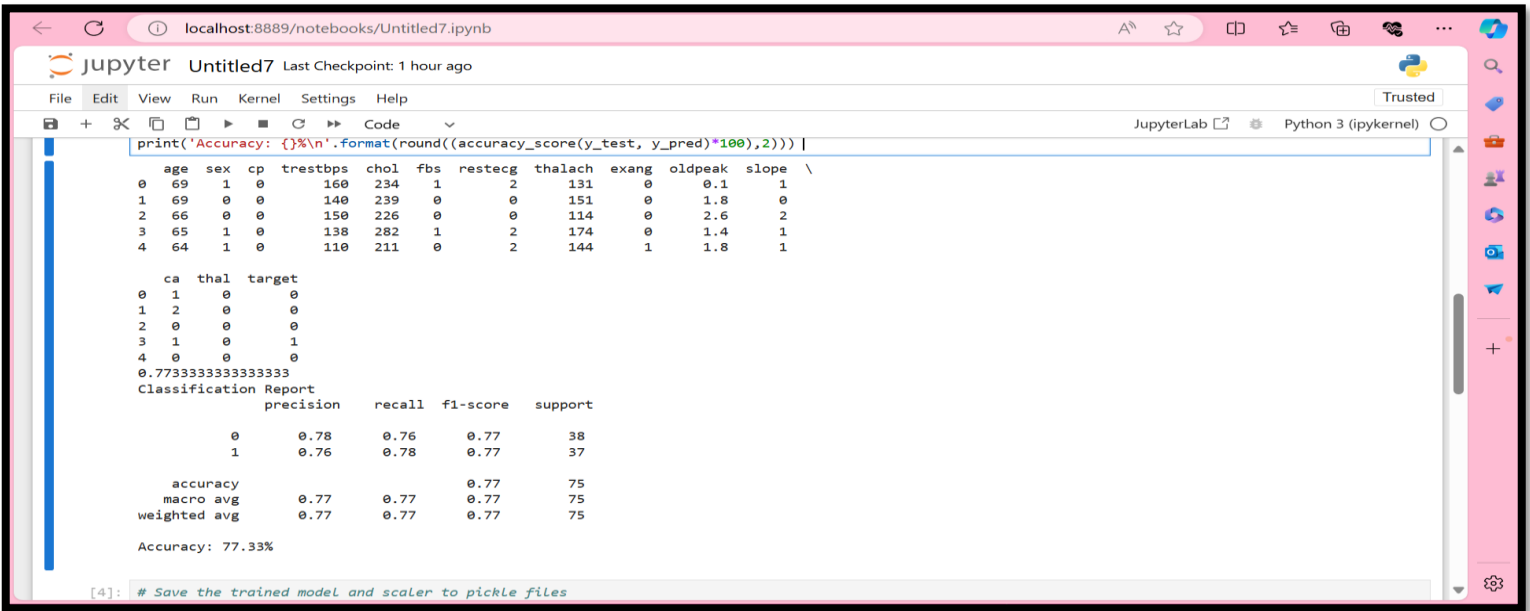 localhost:8889/notebooks/Untitled7.ipynb
jupyter Untitled7 Last Checkpoint: 1 hour ago
File Edit View Run Kernel Settings Help Trusted
Code JupyterLab Python 3 (ipykernel)
print('Accuracy: {}%\n'.format(round((accuracy_score(y_test, y_pred)*100),2)))
age sex cp trestbps chol fbs restecg thalach exang oldpeak slope \
0 69 1 0 160 234 1 2 131 0 0.1 1
1 69 0 0 140 239 0 0 151 0 1.8 0
2 66 0 0 150 226 0 0 114 0 2.6 2
3 65 1 0 138 282 1 2 174 0 1.4 1
4 64 1 0 110 211 0 2 144 1 1.8 1
ca thal target
0 1 0 0
1 2 0 0
2 0 0 0
3 1 0 1
4 0 0 0
0.7733333333333333
Classification Report
precision recall f1-score support
0 0.78 0.76 0.77 38
1 0.76 0.78 0.77 37
accuracy 0.77 75
macro avg 0.77 0.77 0.77 75
weighted avg 0.77 0.77 0.77 75
Accuracy: 77.33%
[4]: # Save the trained model and scaler to pickle files